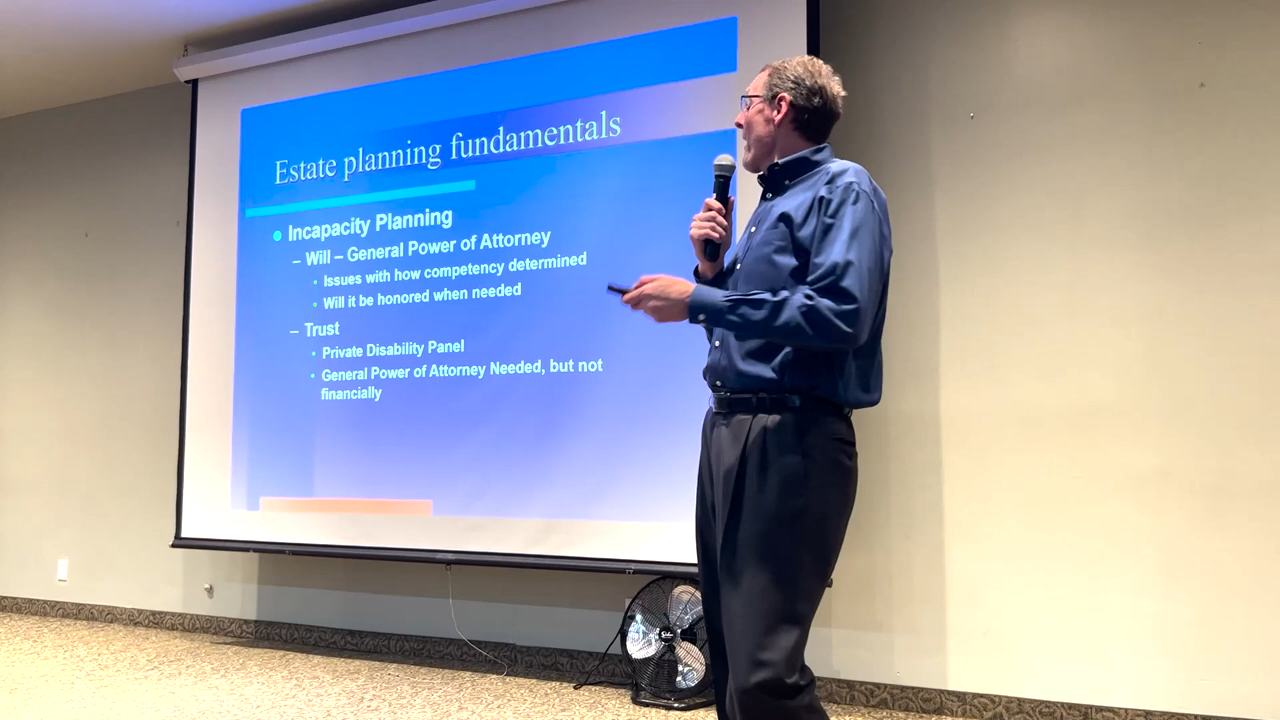 Estate planning fundamentals
Incapacity Planning
– Will – General Power of Attorney
Issues with how competency determined
Will it be honored when needed
– Trust
Private Disability Panel
General Power of Attorney Needed, but not
financially